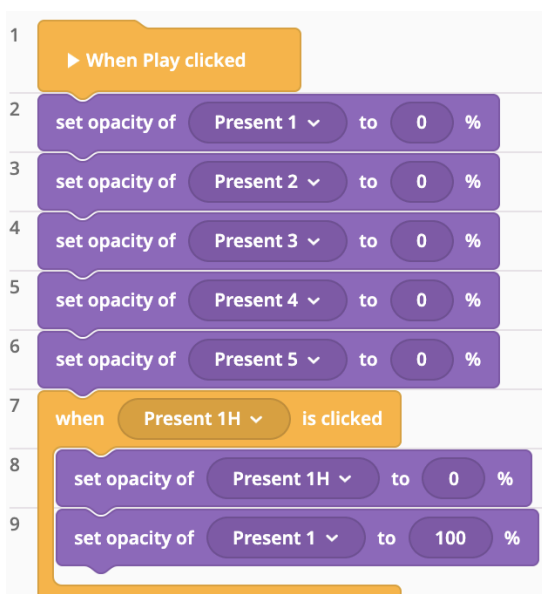 1
When Play clicked
2
set opacity of Present 1 to 0 %
3
set opacity of Present 2 to 0 %
4
set opacity of Present 3 to 0 %
5
set opacity of Present 4 to 0 %
6
set opacity of Present 5 to 0 %
7
when Present 1H is clicked
8
set opacity of Present 1H to 0 %
9
set opacity of Present 1 to 100 %